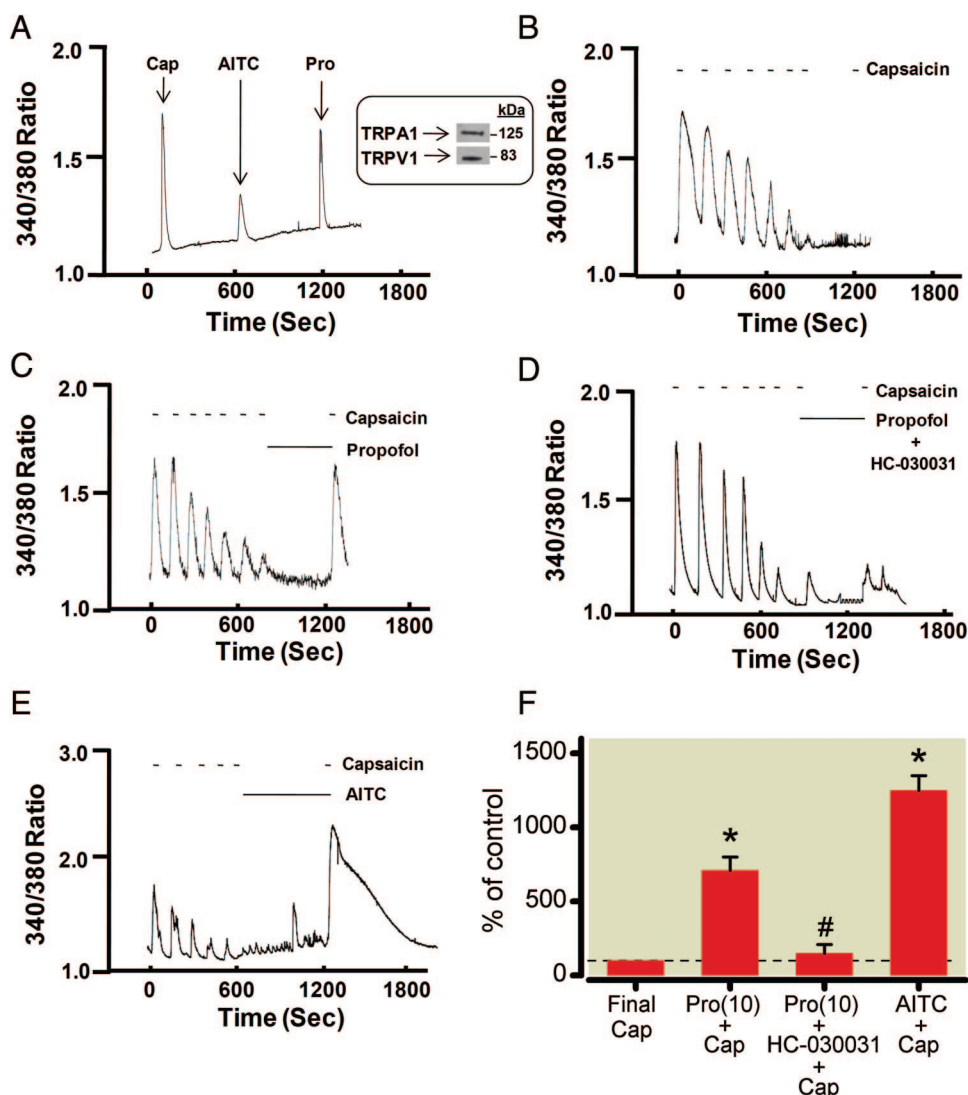 A
340/380 Ratio
2.0
1.5
1.0
Cap AITC Pro
kDa
TRPA1 -125
TRPV1 -83
0 600 1200 1800
Time (Sec)
B
340/380 Ratio
2.0
1.5
1.0
Capsaicin
0 600 1200 1800
Time (Sec)
C
340/380 Ratio
2.0
1.5
1.0
Capsaicin
Propofol
0 600 1200 1800
Time (Sec)
D
340/380 Ratio
2.0
1.5
1.0
Capsaicin
Propofol
+
HC-030031
0 600 1200 1800
Time (Sec)
E
340/380 Ratio
3.0
2.0
1.0
Capsaicin
AITC
0 600 1200 1800
Time (Sec)
F
% of control
1500
1000
500
0
*
#
*
Final
Cap
Pro(10)
+
Cap
Pro(10)
+
HC-030031
+
Cap
AITC
+
Cap